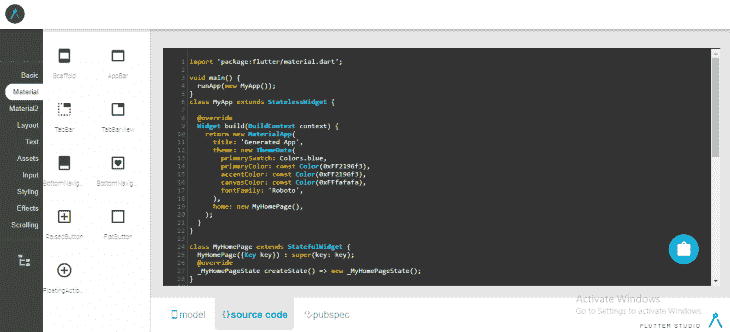 Basic
Material
Material2
Layout
Text
Assets
Input
Styling
Effects
Scrolling
Scaffold
AppBar
TabBar
TabBarView
BottomNavig..
BottomNavig..
RaisedButton
FlatButton
FloatingActio..
1 import 'package:flutter/material.dart';
2
3 void main() {
4 runApp(new MyApp());
5 }
6 class MyApp extends StatelessWidget {
7
8 @override
9 Widget build(BuildContext context) {
10 return new MaterialApp(
11 title: 'Generated App',
12 theme: new ThemeData(
13 primarySwatch: Colors.blue,
14 primaryColor: const Color(0xFF2196f3),
15 accentColor: const Color(0xFF2196f3),
16 canvasColor: const Color(0xFFfafafa),
17 fontFamily: 'Roboto',
18 ),
19 home: new MyHomePage(),
20 );
21 }
22 }
23
24 class MyHomePage extends StatefulWidget {
25 MyHomePage({Key key}) : super(key: key);
26 @override
27 _MyHomePageState createState() => new _MyHomePageState();
28 }
model
{}source code
pubspec
Activate Windows
Go to Settings to activate Windows.
FLUTTER STUDIO